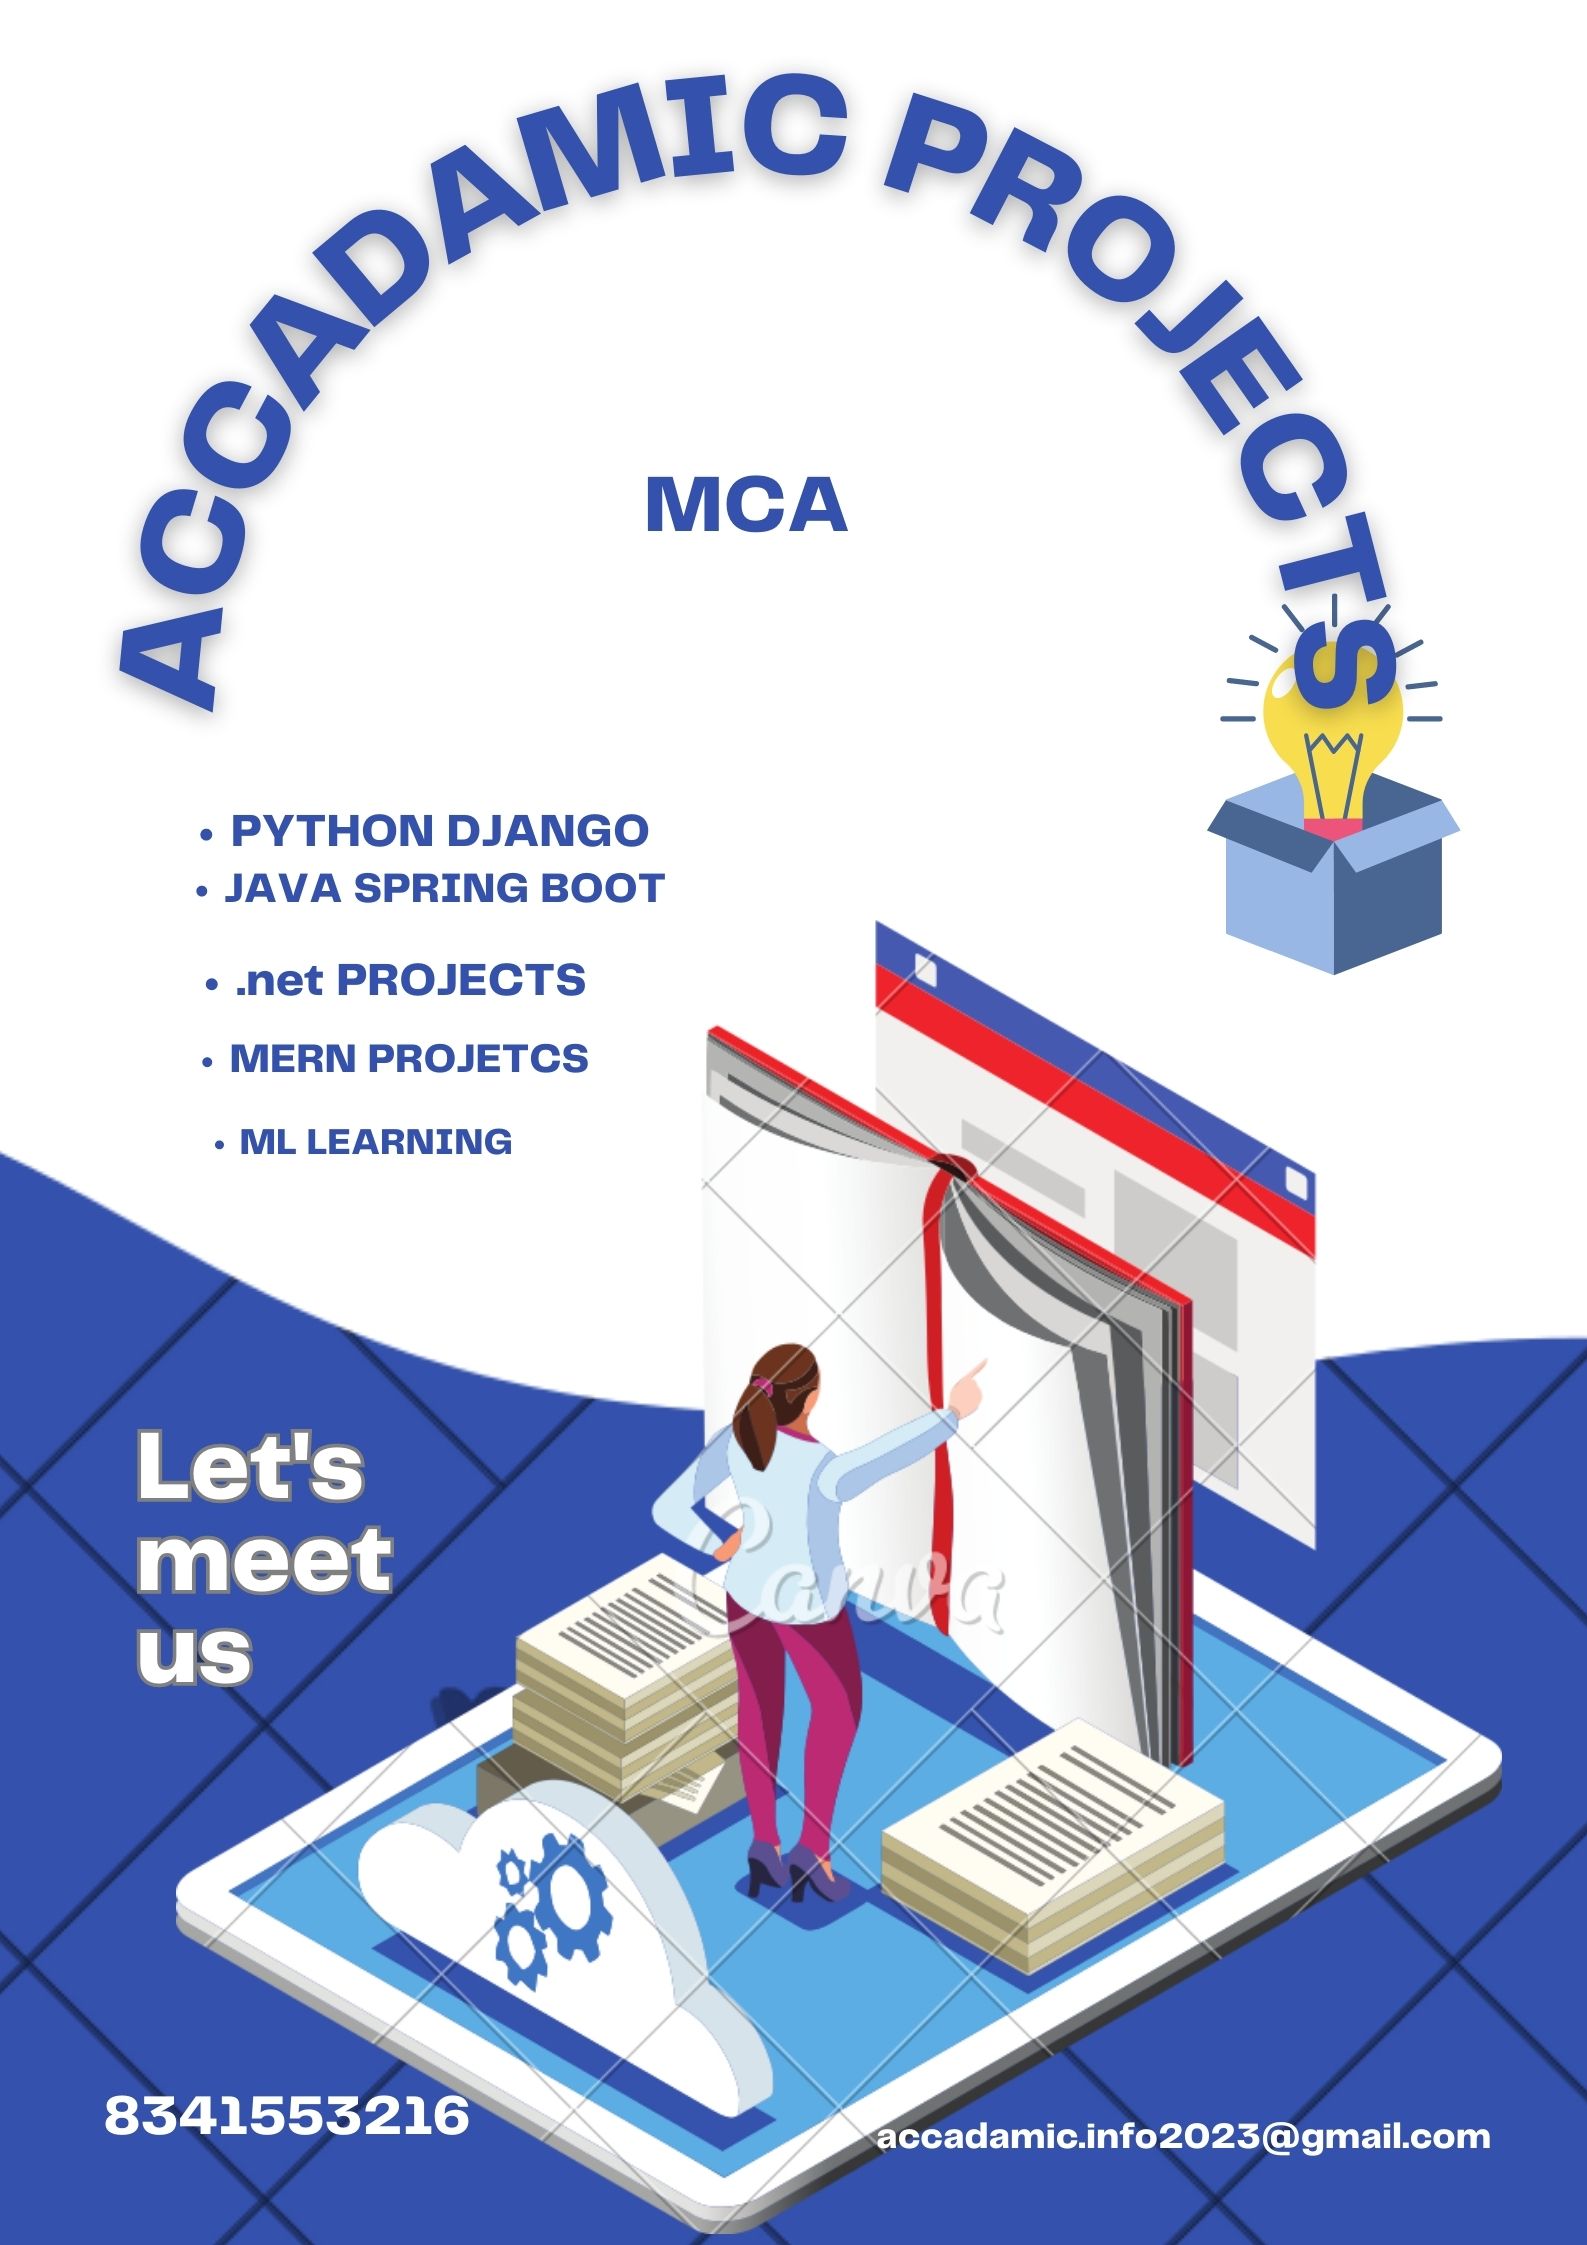 ACCADAMIC PROJECTS
MCA
• PYTHON DJANGO
• JAVA SPRING BOOT
• .net PROJECTS
• MERN PROJETCS
• ML LEARNING
Let's
meet
us
Canva
8341553216
accadamic.info2023@gmail.com